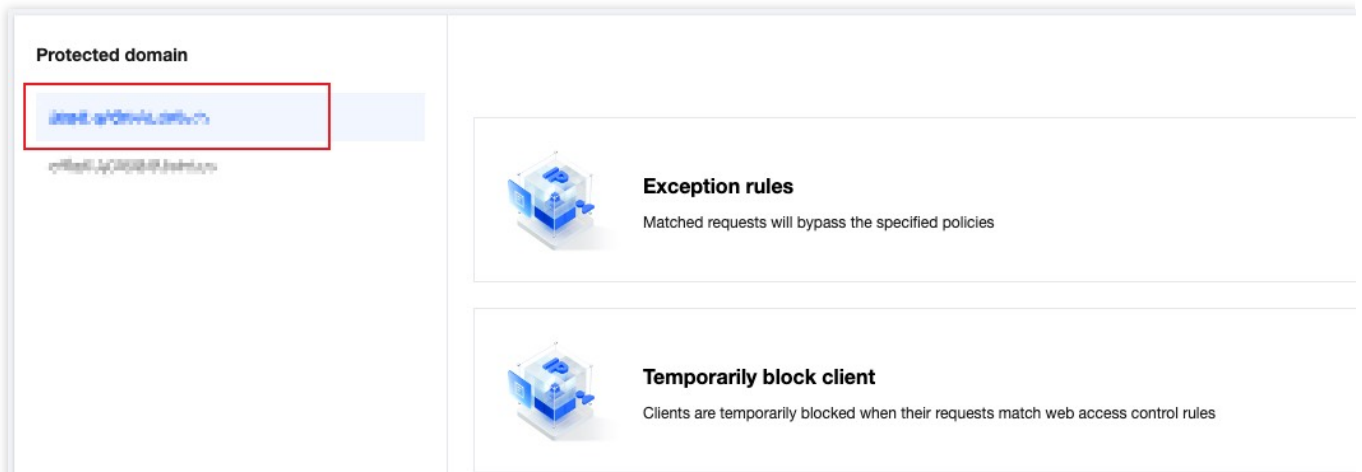 Protected domain
Exception rules
Matched requests will bypass the specified policies
Temporarily block client
Clients are temporarily blocked when their requests match web access control rules